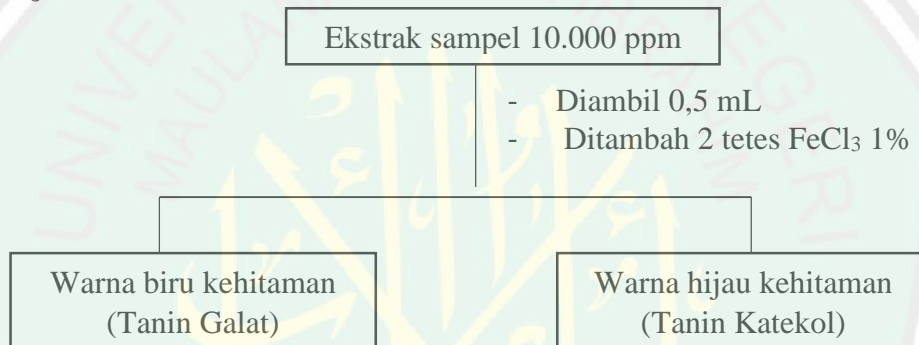 Ekstrak sampel 10.000 ppm
- Diambil 0,5 mL
- Ditambah 2 tetes FeCl₃ 1%
Warna biru kehitaman
(Tanin Galat)
Warna hijau kehitaman
(Tanin Katekol)